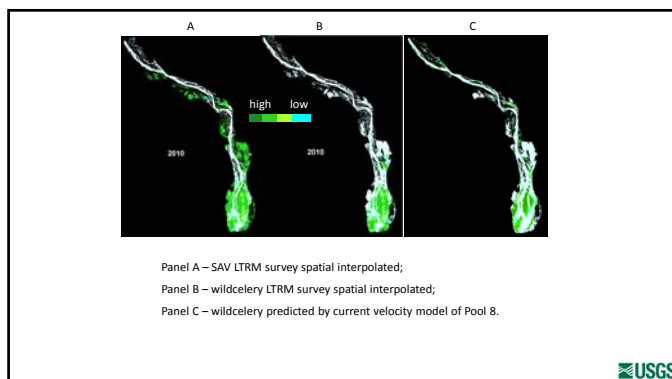 A B C
high low
2010 2010
Panel A – SAV LTRM survey spatial interpolated;
Panel B – wildcelery LTRM survey spatial interpolated;
Panel C – wildcelery predicted by current velocity model of Pool 8.
USGS